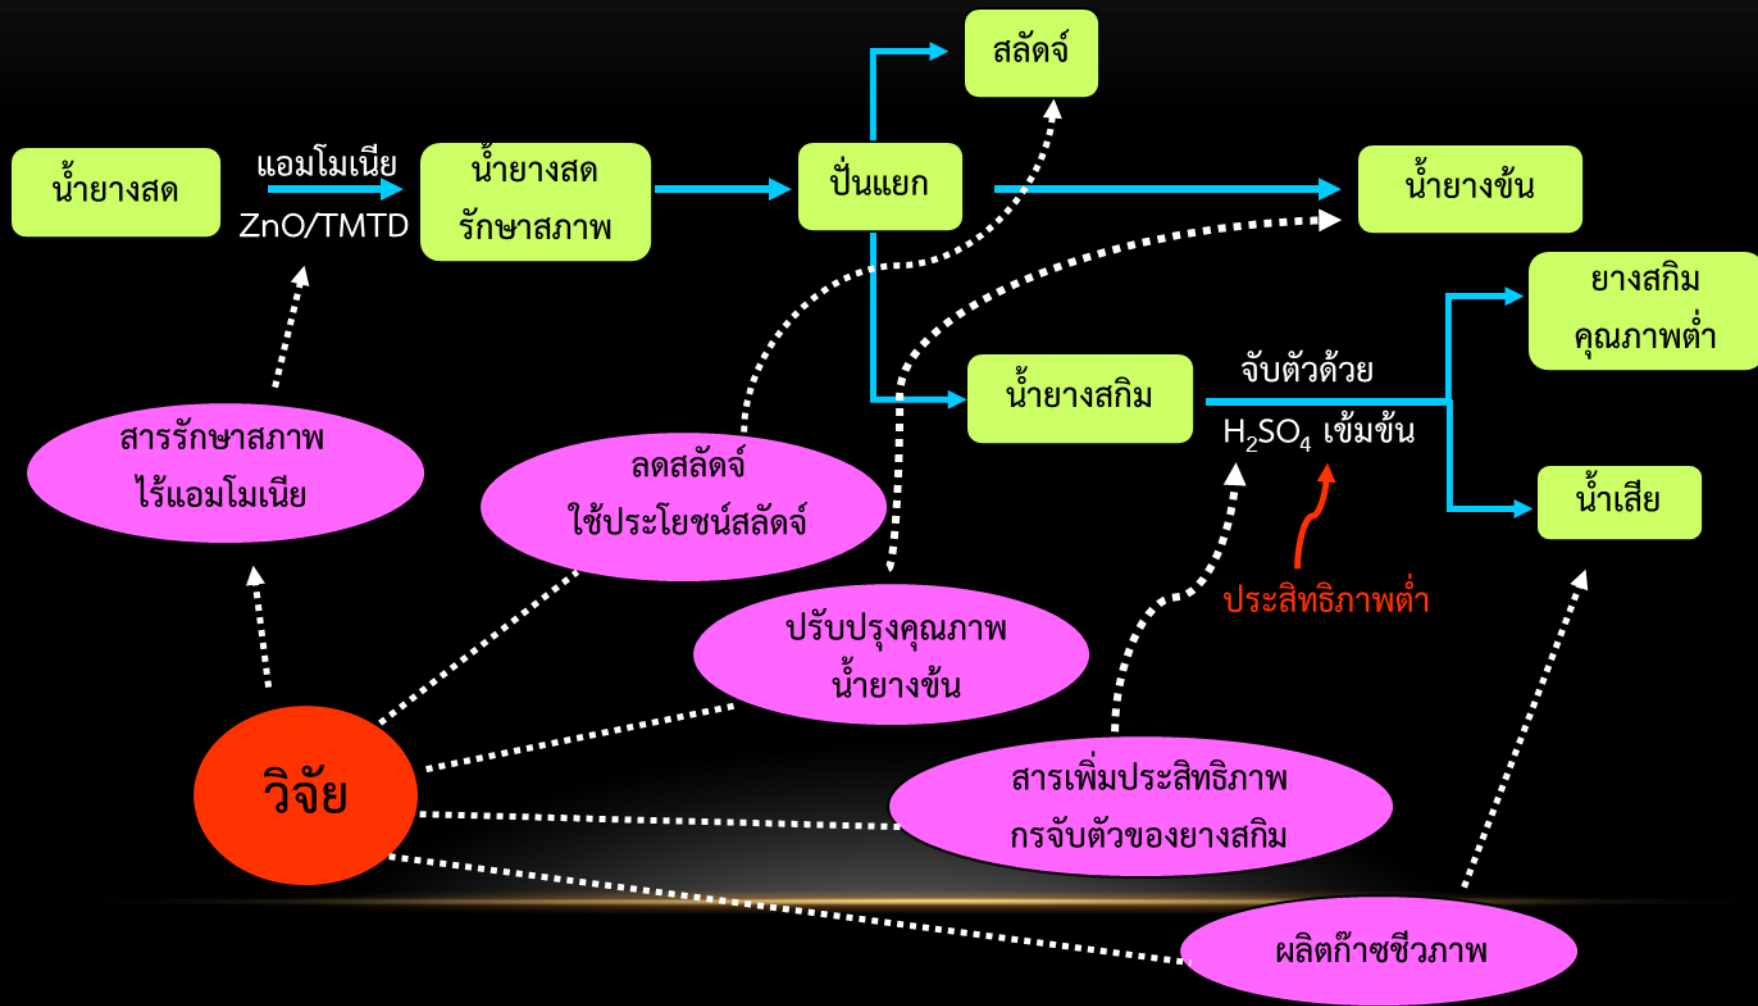 สลัดจ์
น้ำยางสด
แอมโมเนีย
ZnO/TMTD
น้ำยางสด
รักษาสภาพ
ปั่นแยก
น้ำยางข้น
ยางสกิม
คุณภาพต่ำ
น้ำยางสกิม
จับตัวด้วย
H₂SO₄ เข้มข้น
น้ำเสีย
ประสิทธิภาพต่ำ
สารรักษาสภาพ
ไร้แอมโมเนีย
ลดสลัดจ์
ใช้ประโยชน์สลัดจ์
ปรับปรุงคุณภาพ
น้ำยางข้น
วิจัย
สารเพิ่มประสิทธิภาพ
กรจับตัวของยางสกิม
ผลิตก๊าซชีวภาพ